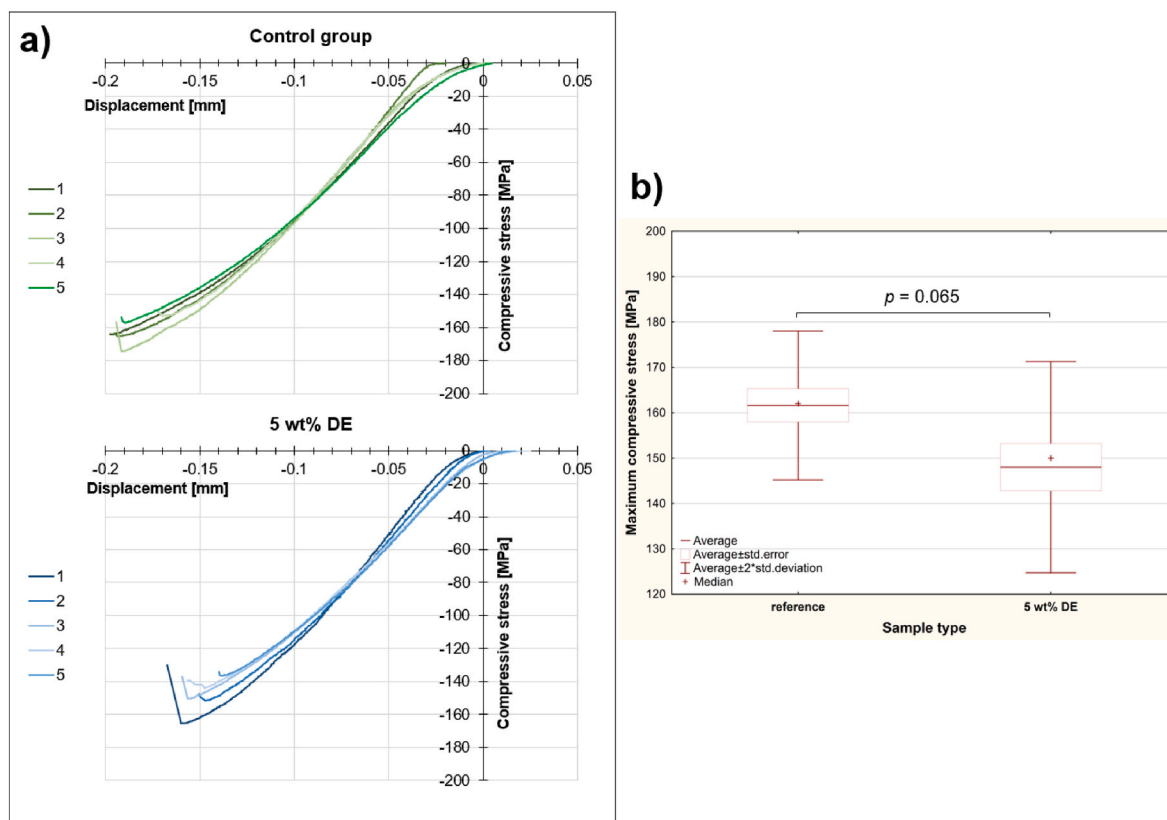 a)
Control group
-0.2 -0.15 -0.1 -0.05 0 0.05
Displacement [mm]
0
-20
-40
-60
-80
-100
-120
-140
-160
-180
-200
Compressive stress [MPa]
1
2
3
4
5
5 wt% DE
-0.2 -0.15 -0.1 -0.05 0 0.05
Displacement [mm]
0
-20
-40
-60
-80
-100
-120
-140
-160
-180
-200
Compressive stress [MPa]
1
2
3
4
5
b)
Maximum compressive stress [MPa]
200
190
180
170
160
150
140
130
120
p = 0.065
Average
Average±std.error
Average±2*std.deviation
Median
reference 5 wt% DE
Sample type